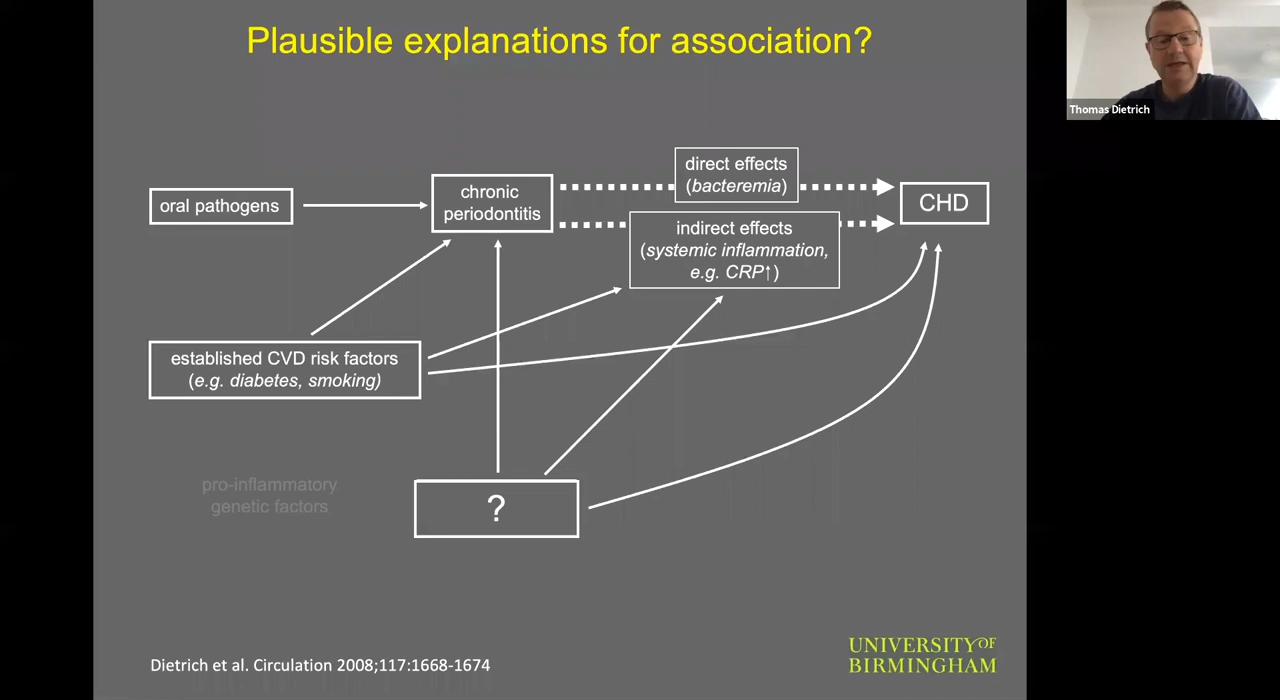 Plausible explanations for association?
Thomas Dietrich
direct effects
(bacteremia)
chronic
periodontitis
oral pathogens
CHD
indirect effects
(systemic inflammation,
e.g. CRP↑)
established CVD risk factors
(e.g. diabetes, smoking)
pro-inflammatory
genetic factors
?
Dietrich et al. Circulation 2008;117:1668-1674
UNIVERSITY OF
BIRMINGHAM